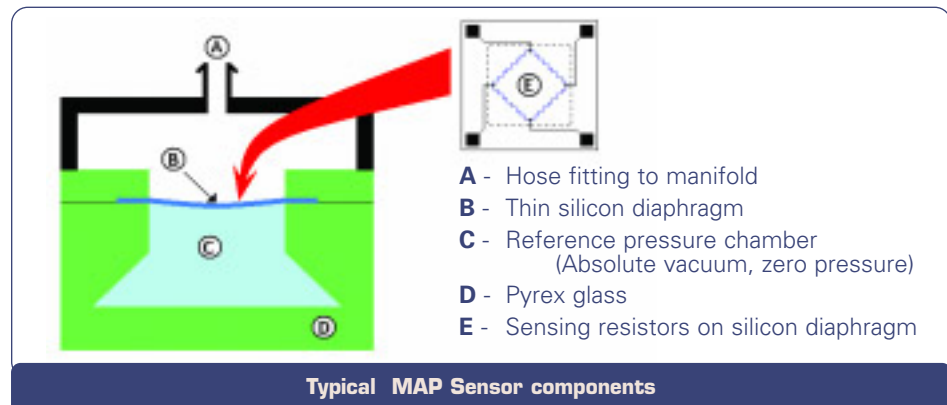 A
B
C
D
E
A - Hose fitting to manifold
B - Thin silicon diaphragm
C - Reference pressure chamber
(Absolute vacuum, zero pressure)
D - Pyrex glass
E - Sensing resistors on silicon diaphragm
Typical MAP Sensor components